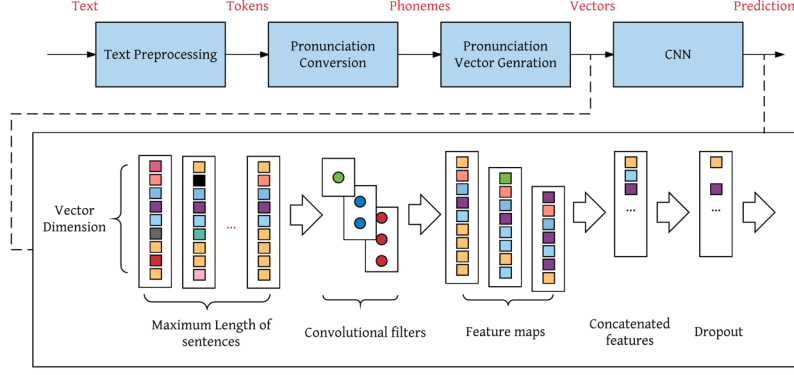 Text Tokens Phonemes Vectors Prediction
Text Preprocessing
Pronunciation
Conversion
Pronunciation
Vector Genration
CNN
Vector
Dimension
...
...
...
Maximum Length of
sentences
Convolutional filters
Feature maps
Concatenated
features
Dropout